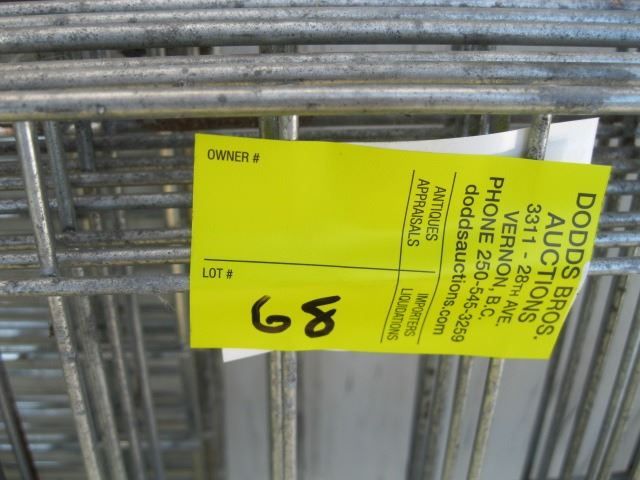 DODDS BROS.
AUCTIONS
3311 - 28TH AVE.
VERNON, B.C.
PHONE 250-545-3259
doddsauctions.com
ANTIQUES
APPRAISALS
IMPORTERS
LIQUIDATIONS
OWNER #
LOT #
68